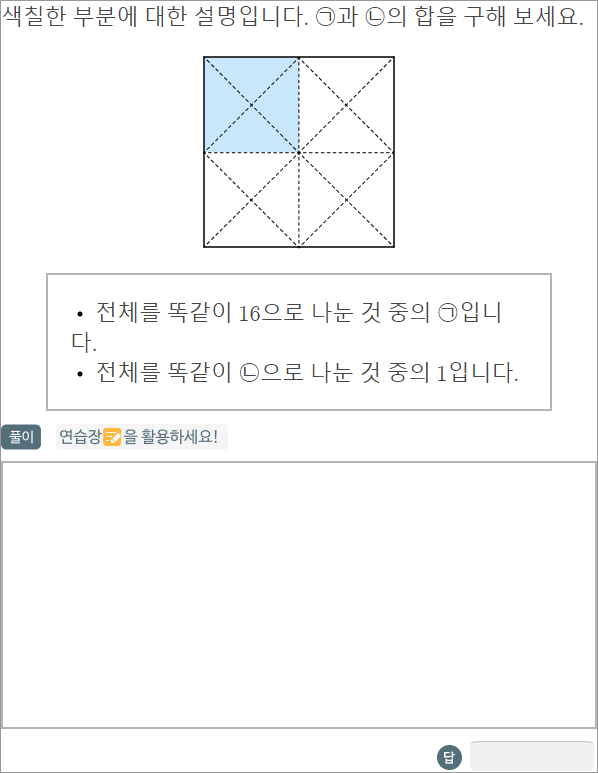 색칠한 부분에 대한 설명입니다. ㉠과 ㉡의 합을 구해 보세요.
• 전체를 똑같이 16으로 나눈 것 중의 ㉠입니
다.
• 전체를 똑같이 ㉡으로 나눈 것 중의 1입니다.
풀이 연습장을 활용하세요!
답